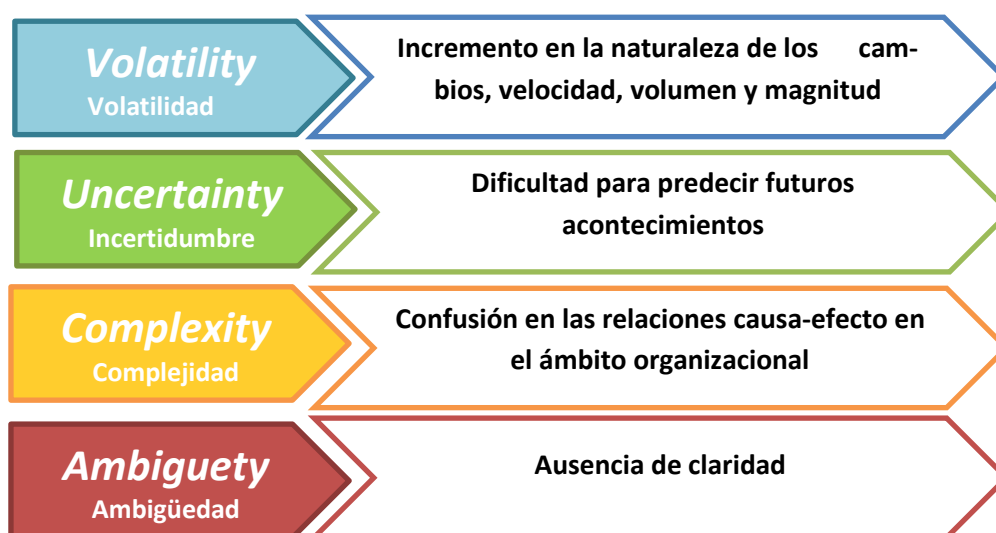 Volatility
Volatilidad
Incremento en la naturaleza de los cam-
bios, velocidad, volumen y magnitud
Uncertainty
Incertidumbre
Dificultad para predecir futuros
acontecimientos
Complexity
Complejidad
Confusión en las relaciones causa-efecto en
el ámbito organizacional
Ambiguety
Ambigüedad
Ausencia de claridad